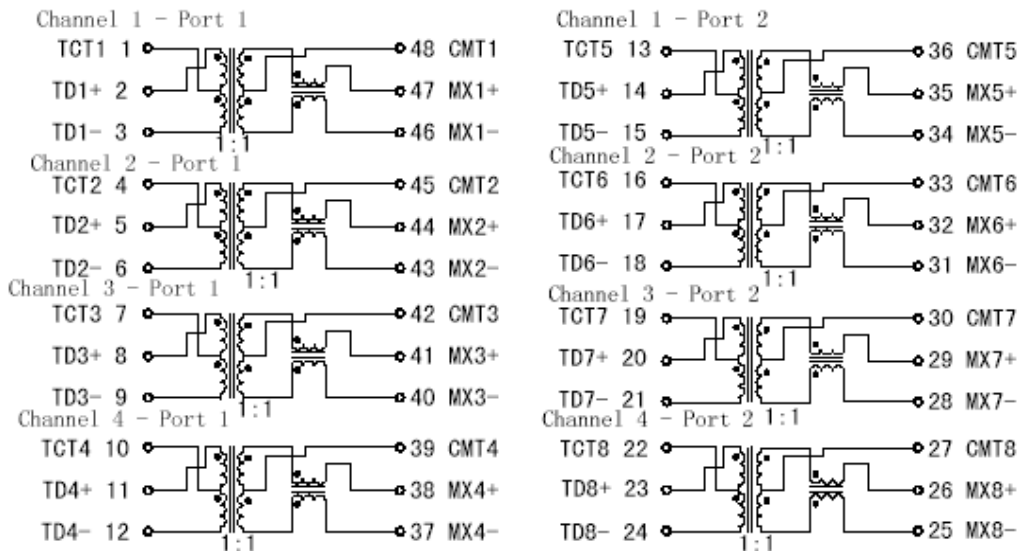 Channel 1 - Port 1
TCT1 1
48 CMT1
TD1+ 2
47 MX1+
TD1- 3
46 MX1-
1:1
Channel 2 - Port 1
TCT2 4
45 CMT2
TD2+ 5
44 MX2+
TD2- 6
43 MX2-
1:1
Channel 3 - Port 1
TCT3 7
42 CMT3
TD3+ 8
41 MX3+
TD3- 9
40 MX3-
1:1
Channel 4 - Port 1
TCT4 10
39 CMT4
TD4+ 11
38 MX4+
TD4- 12
37 MX4-
1:1
Channel 1 - Port 2
TCT5 13
36 CMT5
TD5+ 14
35 MX5+
TD5- 15
34 MX5-
1:1
Channel 2 - Port 2
TCT6 16
33 CMT6
TD6+ 17
32 MX6+
TD6- 18
31 MX6-
1:1
Channel 3 - Port 2
TCT7 19
30 CMT7
TD7+ 20
29 MX7+
TD7- 21
28 MX7-
1:1
Channel 4 - Port 2
TCT8 22
27 CMT8
TD8+ 23
26 MX8+
TD8- 24
25 MX8-
1:1